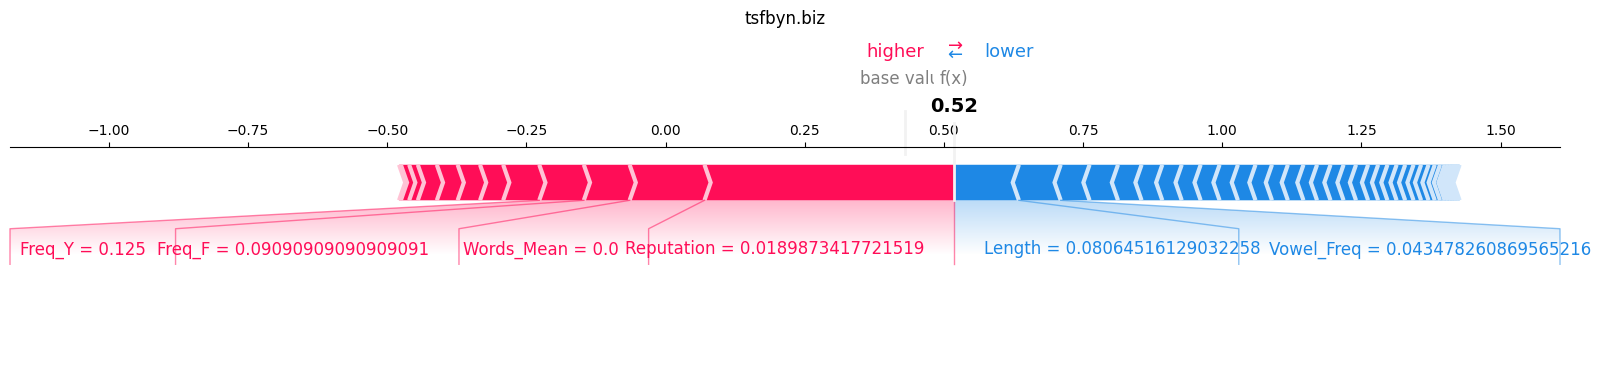 tsfbyn.biz
higher ⇄ lower
base valu f(x)
0.52
−1.00 −0.75 −0.50 −0.25 0.00 0.25 0.50 0.75 1.00 1.25 1.50
Freq_Y = 0.125 Freq_F = 0.09090909090909091 Words_Mean = 0.0 Reputation = 0.0189873417721519 Length = 0.08064516129032258 Vowel_Freq = 0.043478260869565216